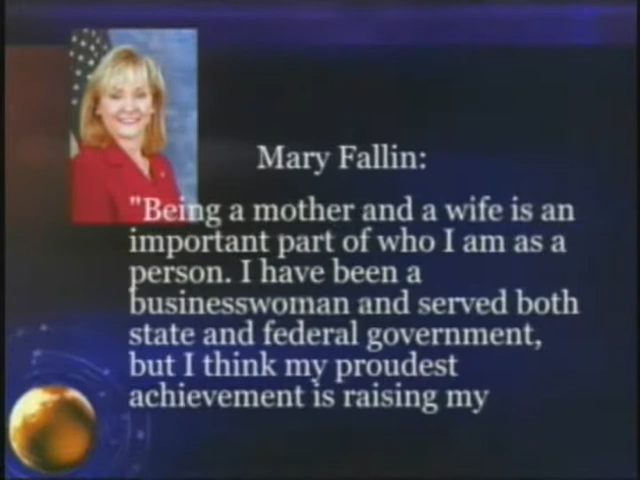 Mary Fallin:
"Being a mother and a wife is an
important part of who I am as a
person. I have been a
businesswoman and served both
state and federal government,
but I think my proudest
achievement is raising my